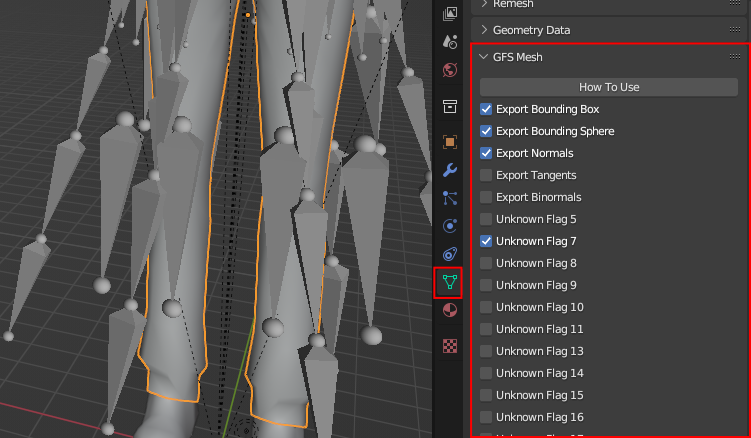 Remesh
Geometry Data
GFS Mesh
How To Use
Export Bounding Box
Export Bounding Sphere
Export Normals
Export Tangents
Export Binormals
Unknown Flag 5
Unknown Flag 7
Unknown Flag 8
Unknown Flag 9
Unknown Flag 10
Unknown Flag 11
Unknown Flag 13
Unknown Flag 14
Unknown Flag 15
Unknown Flag 16